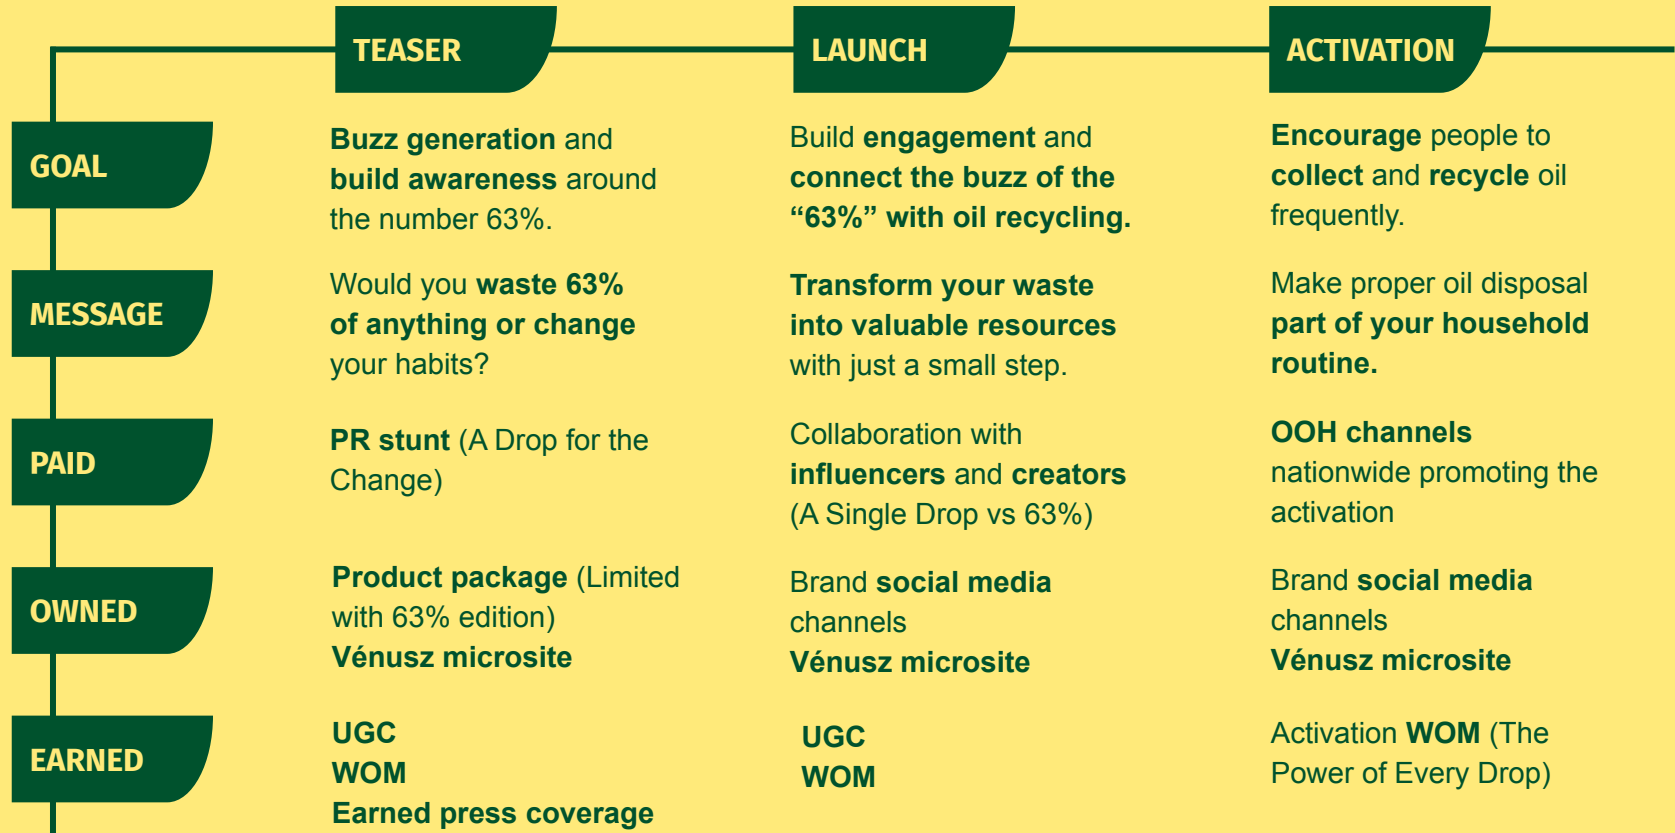 TEASER
LAUNCH
ACTIVATION
GOAL
Buzz generation and
build awareness around
the number 63%.
Build engagement and
connect the buzz of the
“63%” with oil recycling.
Encourage people to
collect and recycle oil
frequently.
MESSAGE
Would you waste 63%
of anything or change
your habits?
Transform your waste
into valuable resources
with just a small step.
Make proper oil disposal
part of your household
routine.
PAID
PR stunt (A Drop for the
Change)
Collaboration with
influencers and creators
(A Single Drop vs 63%)
OOH channels
nationwide promoting the
activation
OWNED
Product package (Limited
with 63% edition)
Vénusz microsite
Brand social media
channels
Vénusz microsite
Brand social media
channels
Vénusz microsite
EARNED
UGC
WOM
Earned press coverage
UGC
WOM
Activation WOM (The
Power of Every Drop)